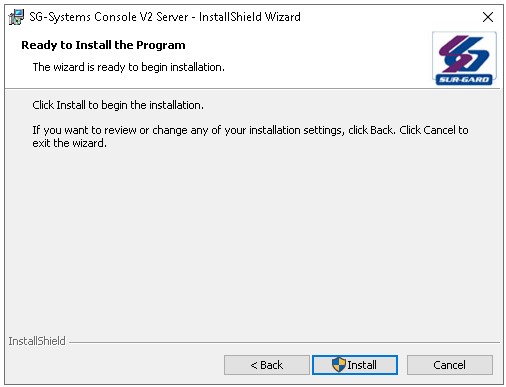 SG-Systems Console V2 Server - InstallShield Wizard
Ready to Install the Program
The wizard is ready to begin installation.
SUR-GARD
Click Install to begin the installation.
If you want to review or change any of your installation settings, click Back. Click Cancel to
exit the wizard.
InstallShield
< Back
Install
Cancel